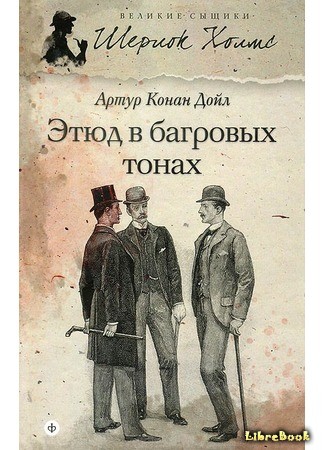 ВЕЛИКИЕ·СЫЩИКИ
Шерлок Холмс
Артур Конан Дойл
Этюд в багровых
тонах
ф
LibreBook